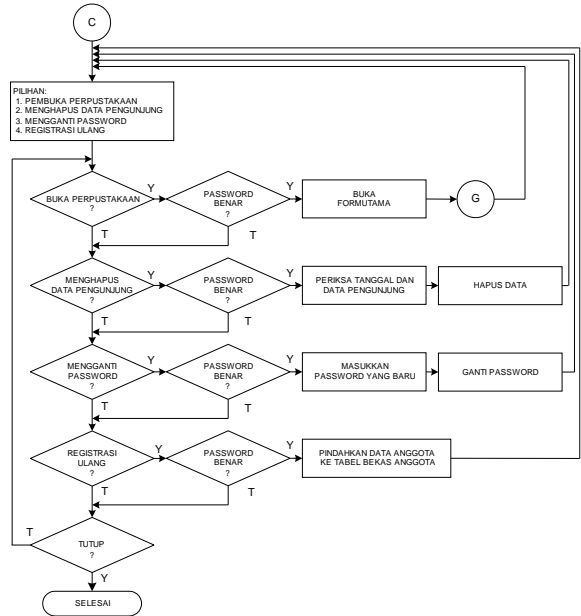 C
PILIHAN:
1. PEMBUKA PERPUSTAKAAN
2. MENGHAPUS DATA PENGUNJUNG
3. MENGGANTI PASSWORD
4. REGISTRASI ULANG
BUKA PERPUSTAKAAN
?
Y
T
PASSWORD
BENAR
?
Y
T
BUKA
FORMUTAMA
G
MENGHAPUS
DATA PENGUNJUNG
?
Y
T
PASSWORD
BENAR
?
Y
T
PERIKSA TANGGAL DAN
DATA PENGUNJUNG
HAPUS DATA
MENGGANTI
PASSWORD
?
Y
T
PASSWORD
BENAR
?
Y
T
MASUKKAN
PASSWORD YANG BARU
GANTI PASSWORD
REGISTRASI
ULANG
?
Y
T
PASSWORD
BENAR
?
Y
T
PINDAHKAN DATA ANGGOTA
KE TABEL BEKAS ANGGOTA
T
TUTUP
?
Y
SELESAI